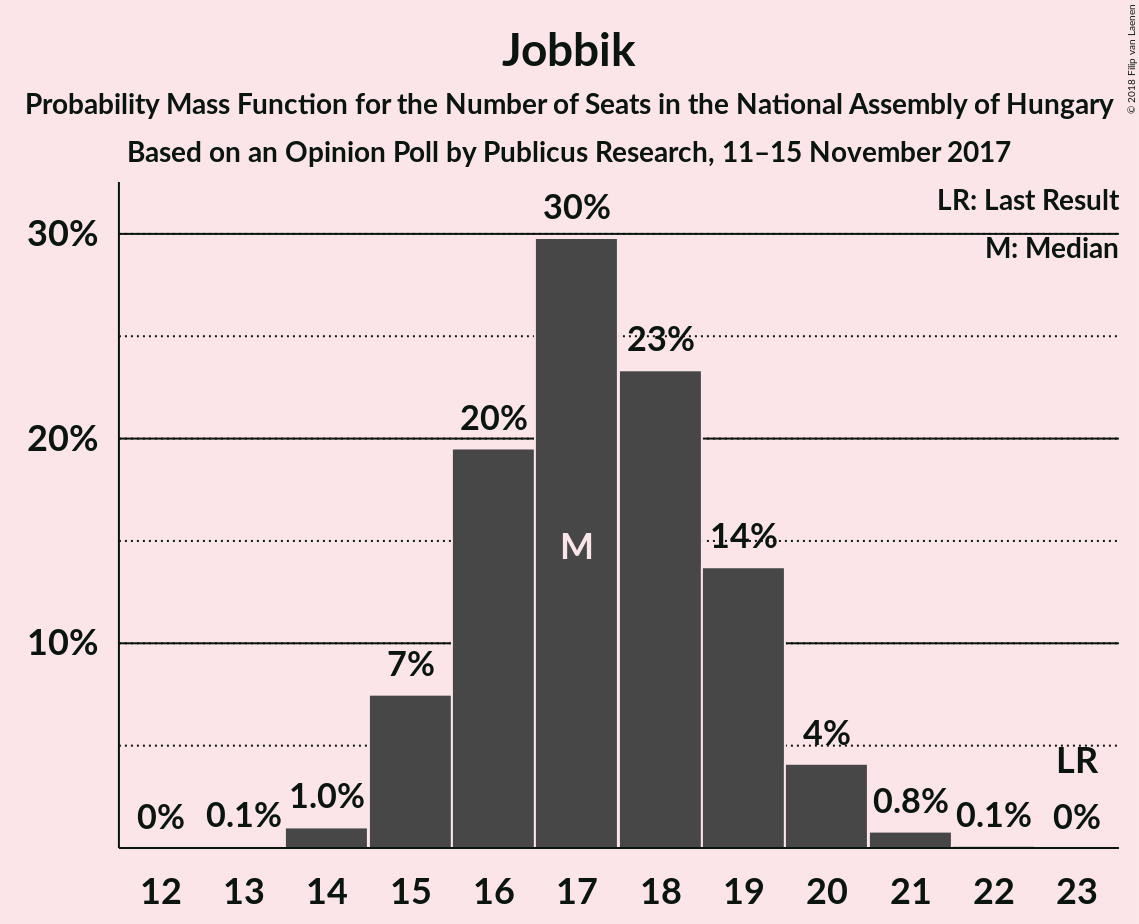 Jobbik
Probability Mass Function for the Number of Seats in the National Assembly of Hungary
Based on an Opinion Poll by Publicus Research, 11–15 November 2017
© 2018 Filip van Laenen
LR: Last Result
M: Median
30%
20%
10%
0%
0.1%
1.0%
7%
20%
30%
M
23%
14%
4%
0.8%
0.1%
LR
0%
12 13 14 15 16 17 18 19 20 21 22 23